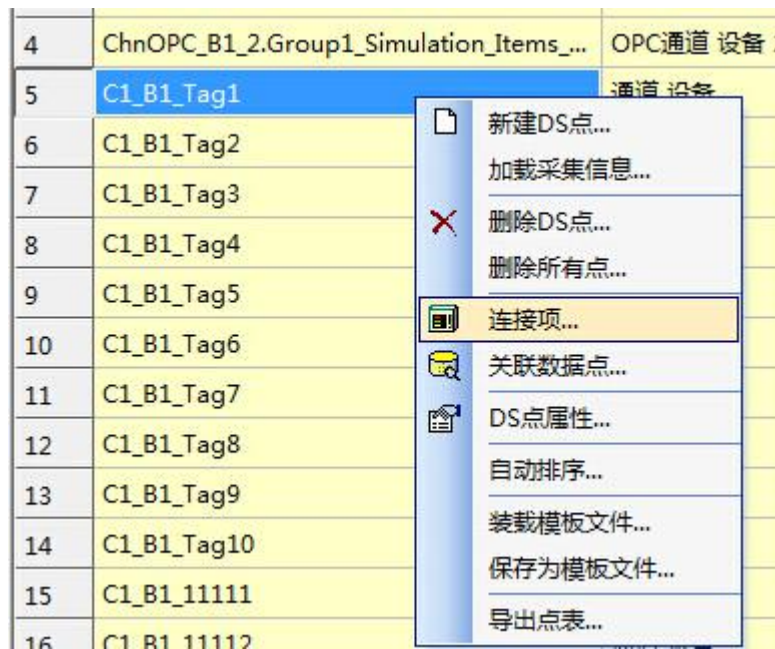 4 ChnOPC_B1_2.Group1_Simulation_Items_... OPC通道 设备
5 C1_B1_Tag1 通道 设备
6 C1_B1_Tag2
7 C1_B1_Tag3
8 C1_B1_Tag4
9 C1_B1_Tag5
10 C1_B1_Tag6
11 C1_B1_Tag7
12 C1_B1_Tag8
13 C1_B1_Tag9
14 C1_B1_Tag10
15 C1_B1_11111
16 C1_B1_11112
新建DS点...
加载采集信息...
删除DS点...
删除所有点...
连接项...
关联数据点...
DS点属性...
自动排序...
装载模板文件...
保存为模板文件...
导出点表...